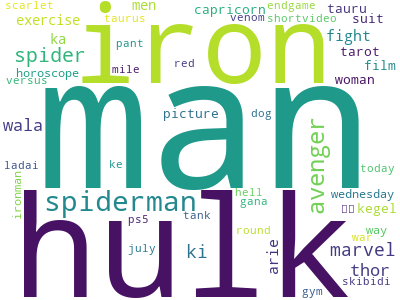 scarlet men capricorn endgame
exercise taurus venom shortvideo tauru
iron suit
ka pant fight
spider red tarot
horoscope mile film
versus woman
man
picture dog
wala avenger
ladai ke today
ironman hell wednesday
spiderman gana kegel
hulk
ps5 tank round way
july ki arie war marvel
thor
skibidi
gym